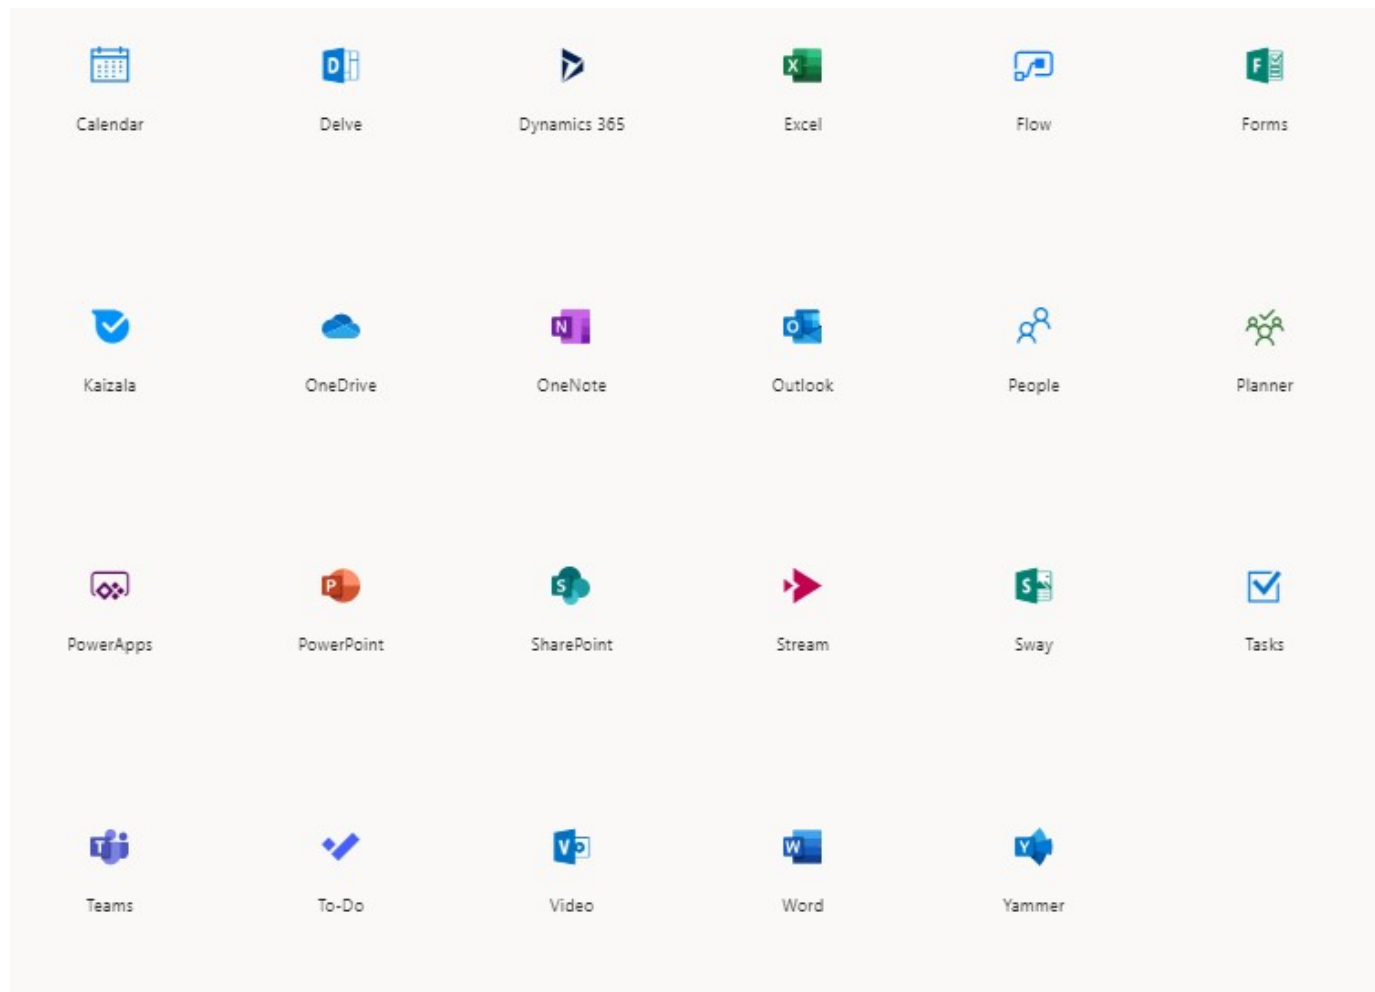 Calendar Delve Dynamics 365 Excel Flow Forms
Kaizala OneDrive OneNote Outlook People Planner
PowerApps PowerPoint SharePoint Stream Sway Tasks
Teams To-Do Video Word Yammer